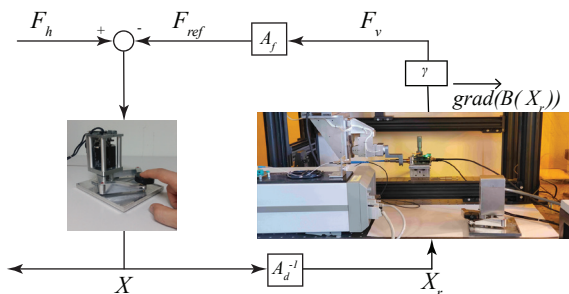 F_h + - F_ref A_f F_v
γ
grad(B(X_r))
X A_d^-1 X_r